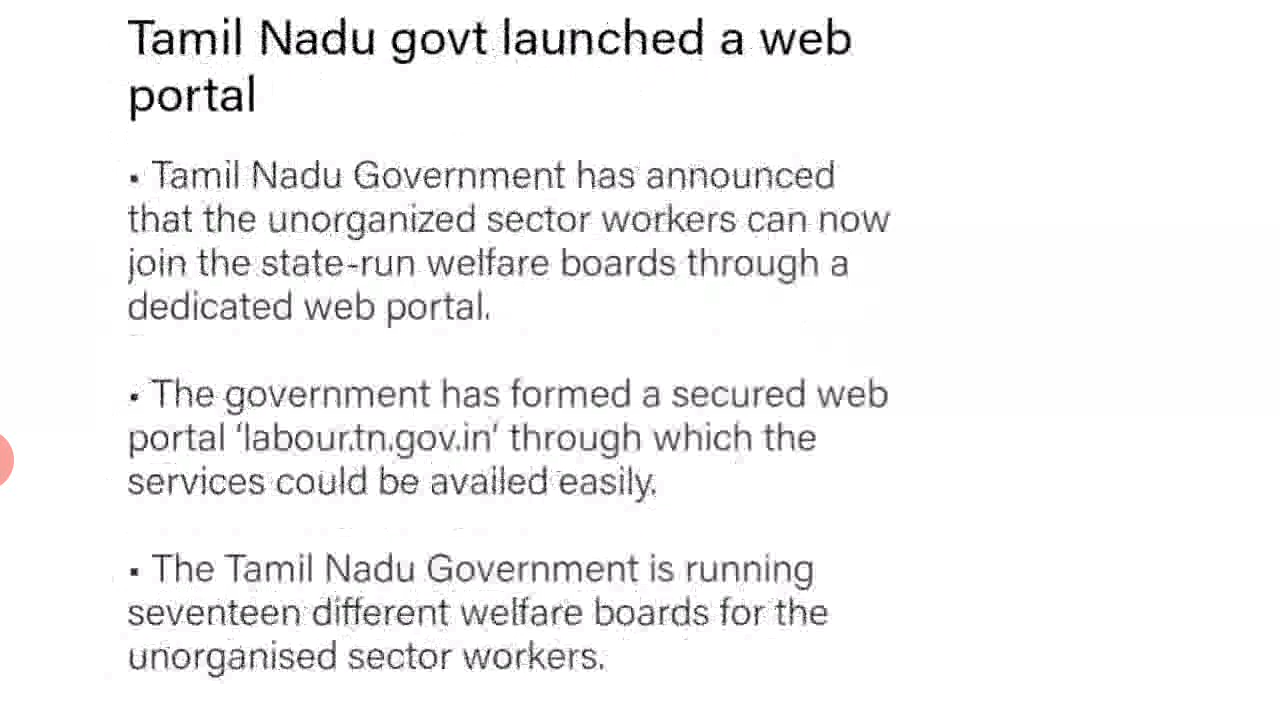 Tamil Nadu govt launched a web
portal
▪ Tamil Nadu Government has announced
that the unorganized sector workers can now
join the state-run welfare boards through a
dedicated web portal.
▪ The government has formed a secured web
portal ‘labour.tn.gov.in’ through which the
services could be availed easily.
▪ The Tamil Nadu Government is running
seventeen different welfare boards for the
unorganised sector workers.